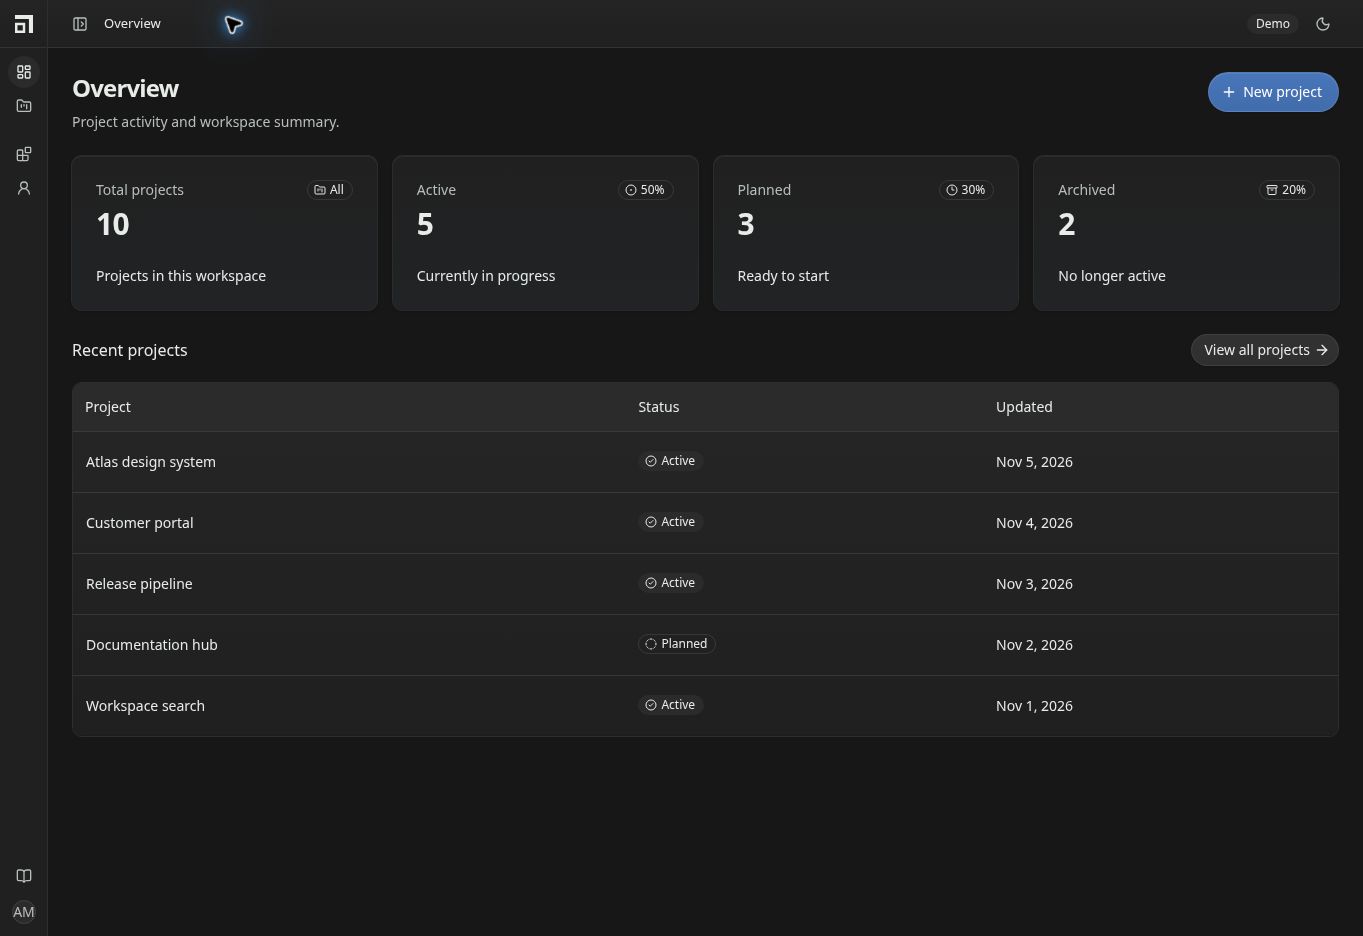 Overview
Demo
Overview
Project activity and workspace summary.
New project
Total projects
All
10
Projects in this workspace
Active
50%
5
Currently in progress
Planned
30%
3
Ready to start
Archived
20%
2
No longer active
Recent projects
View all projects
Project Status Updated
Atlas design system Active Nov 5, 2026
Customer portal Active Nov 4, 2026
Release pipeline Active Nov 3, 2026
Documentation hub Planned Nov 2, 2026
Workspace search Active Nov 1, 2026
AM